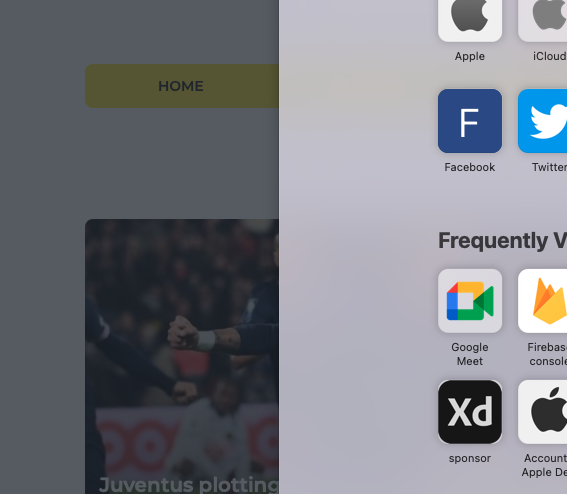 Apple
iCloud
HOME
F
Facebook
Twitter
Frequently V
Google
Meet
Firebase
console
Xd
sponsor
Account
Apple De
Juventus plotting